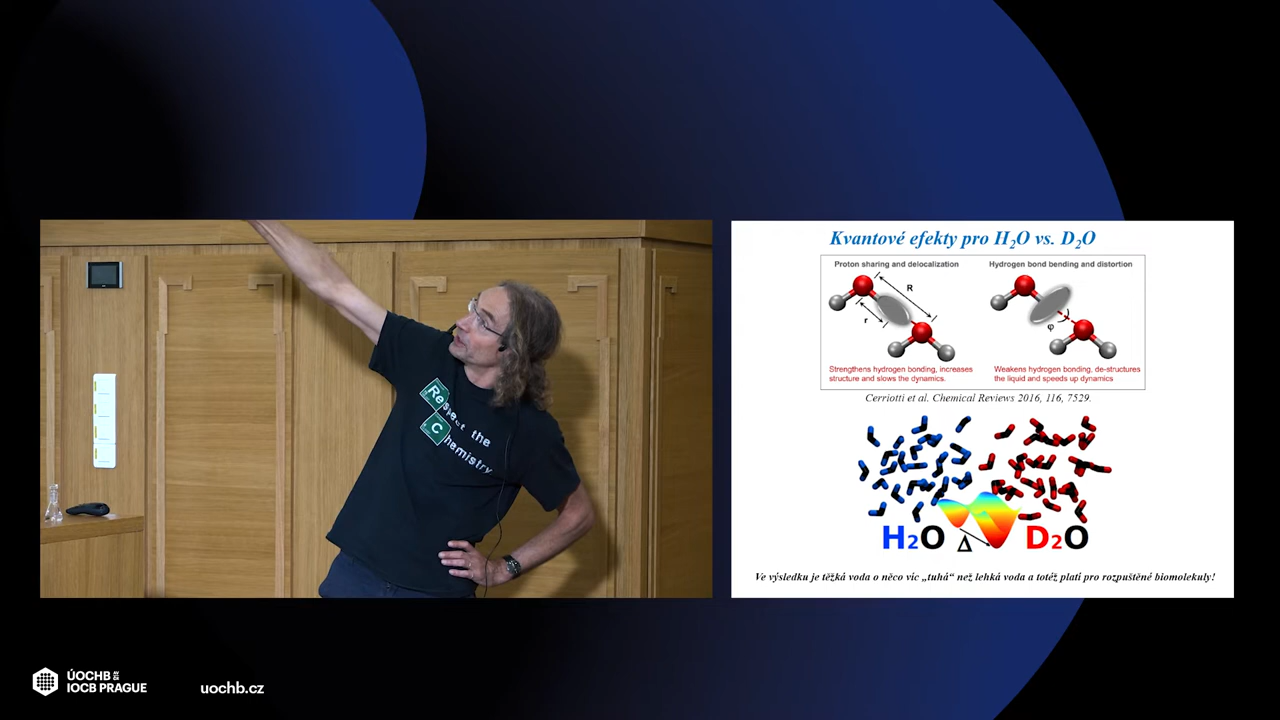 Respect the
Chemistry
Kvantové efekty pro H₂O vs. D₂O
Proton sharing and delocalization
Hydrogen bond bending and distortion
R
r
φ
Strengthens hydrogen bonding, increases
structure and slows the dynamics.
Weakens hydrogen bonding, de-structures
the liquid and speeds up dynamics
Cerriotti et al. Chemical Reviews 2016, 116, 7529.
H₂O Δ D₂O
Ve výsledku je těžká voda o něco víc „tuhá“ než lehká voda a totéž platí pro rozpuštěné biomolekuly!
ÚOCHB
IOCB PRAGUE
uochb.cz